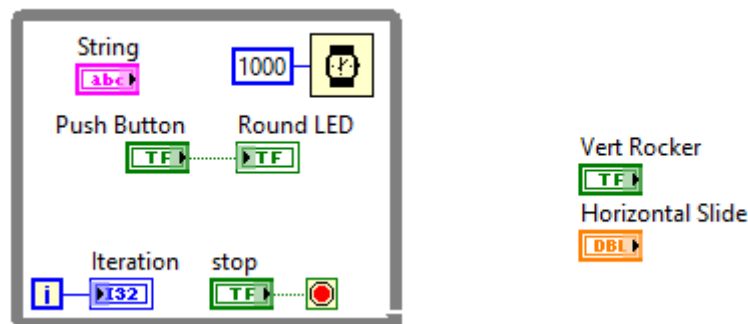 String
abc
1000
Push Button
TF
Round LED
TF
Iteration
i
I32
stop
TF
Vert Rocker
TF
Horizontal Slide
DBL